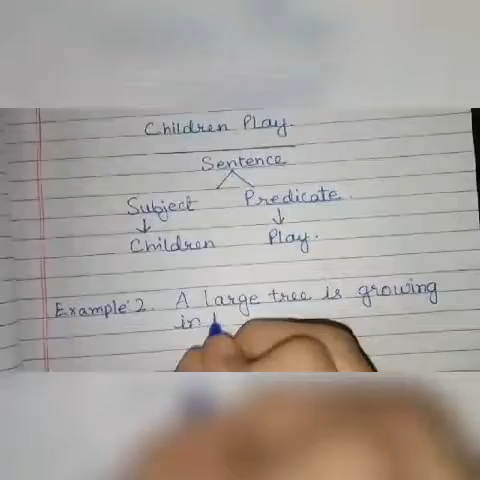 Children Play.
Sentence
Subject Predicate.
Children Play.
Example 2. A large tree is growing
in